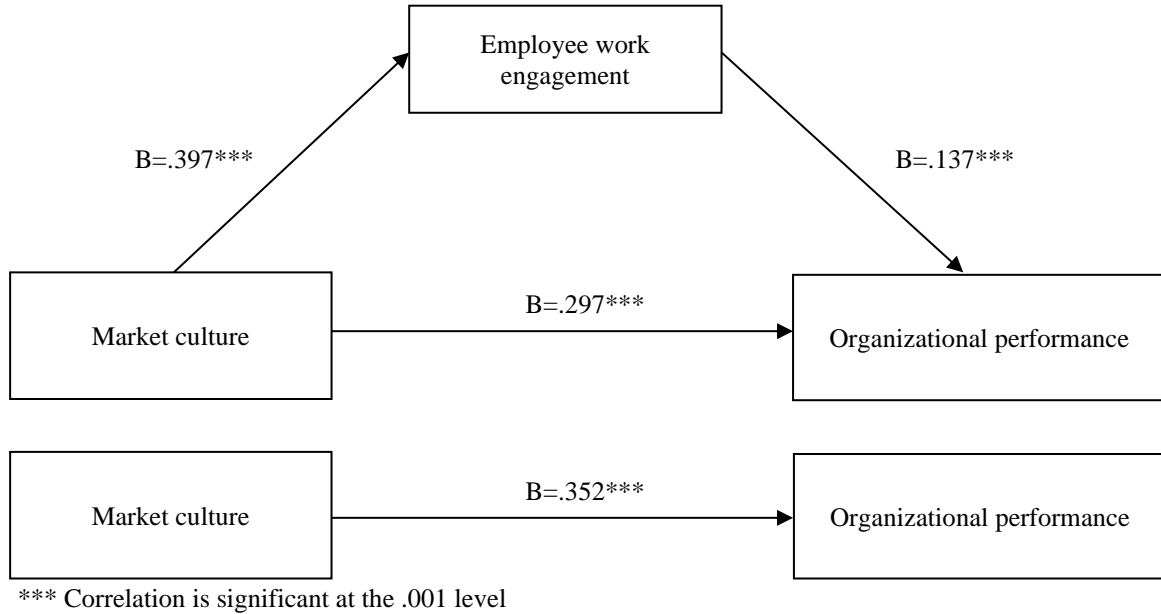 Employee work
engagement
B=.397***
B=.137***
B=.297***
Market culture
Organizational performance
B=.352***
Market culture
Organizational performance
*** Correlation is significant at the .001 level